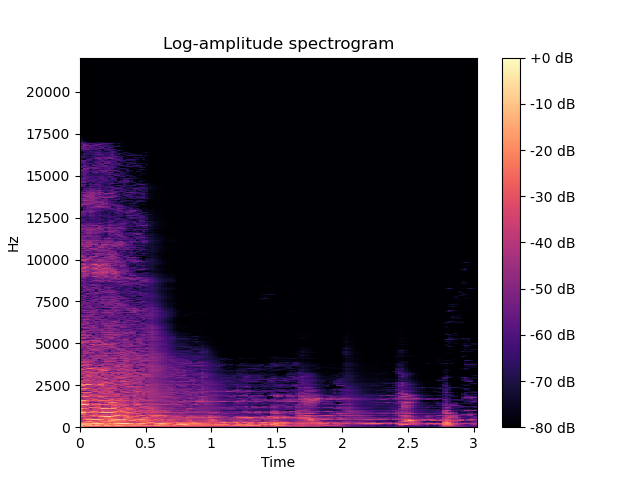 Log-amplitude spectrogram
Hz
20000
17500
15000
12500
10000
7500
5000
2500
0
0 0.5 1 1.5 2 2.5 3
Time
+0 dB
-10 dB
-20 dB
-30 dB
-40 dB
-50 dB
-60 dB
-70 dB
-80 dB